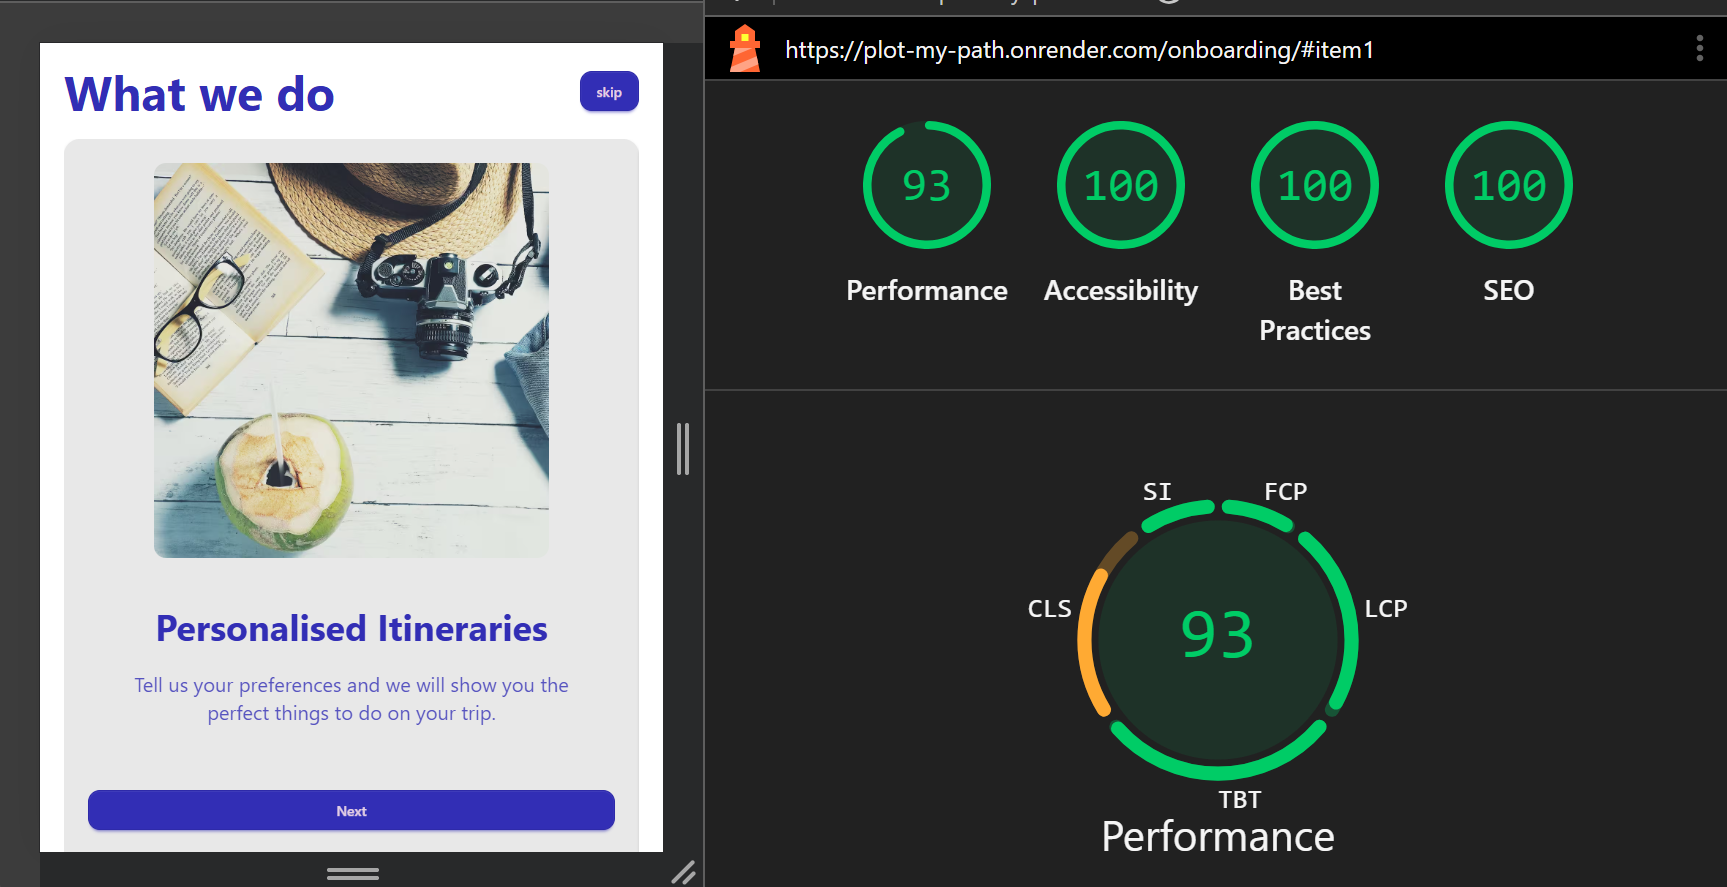 What we do
skip
Personalised Itineraries
Tell us your preferences and we will show you the
perfect things to do on your trip.
Next
https://plot-my-path.onrender.com/onboarding/#item1
93
100
100
100
Performance
Accessibility
Best
Practices
SEO
SI
FCP
CLS
LCP
93
TBT
Performance